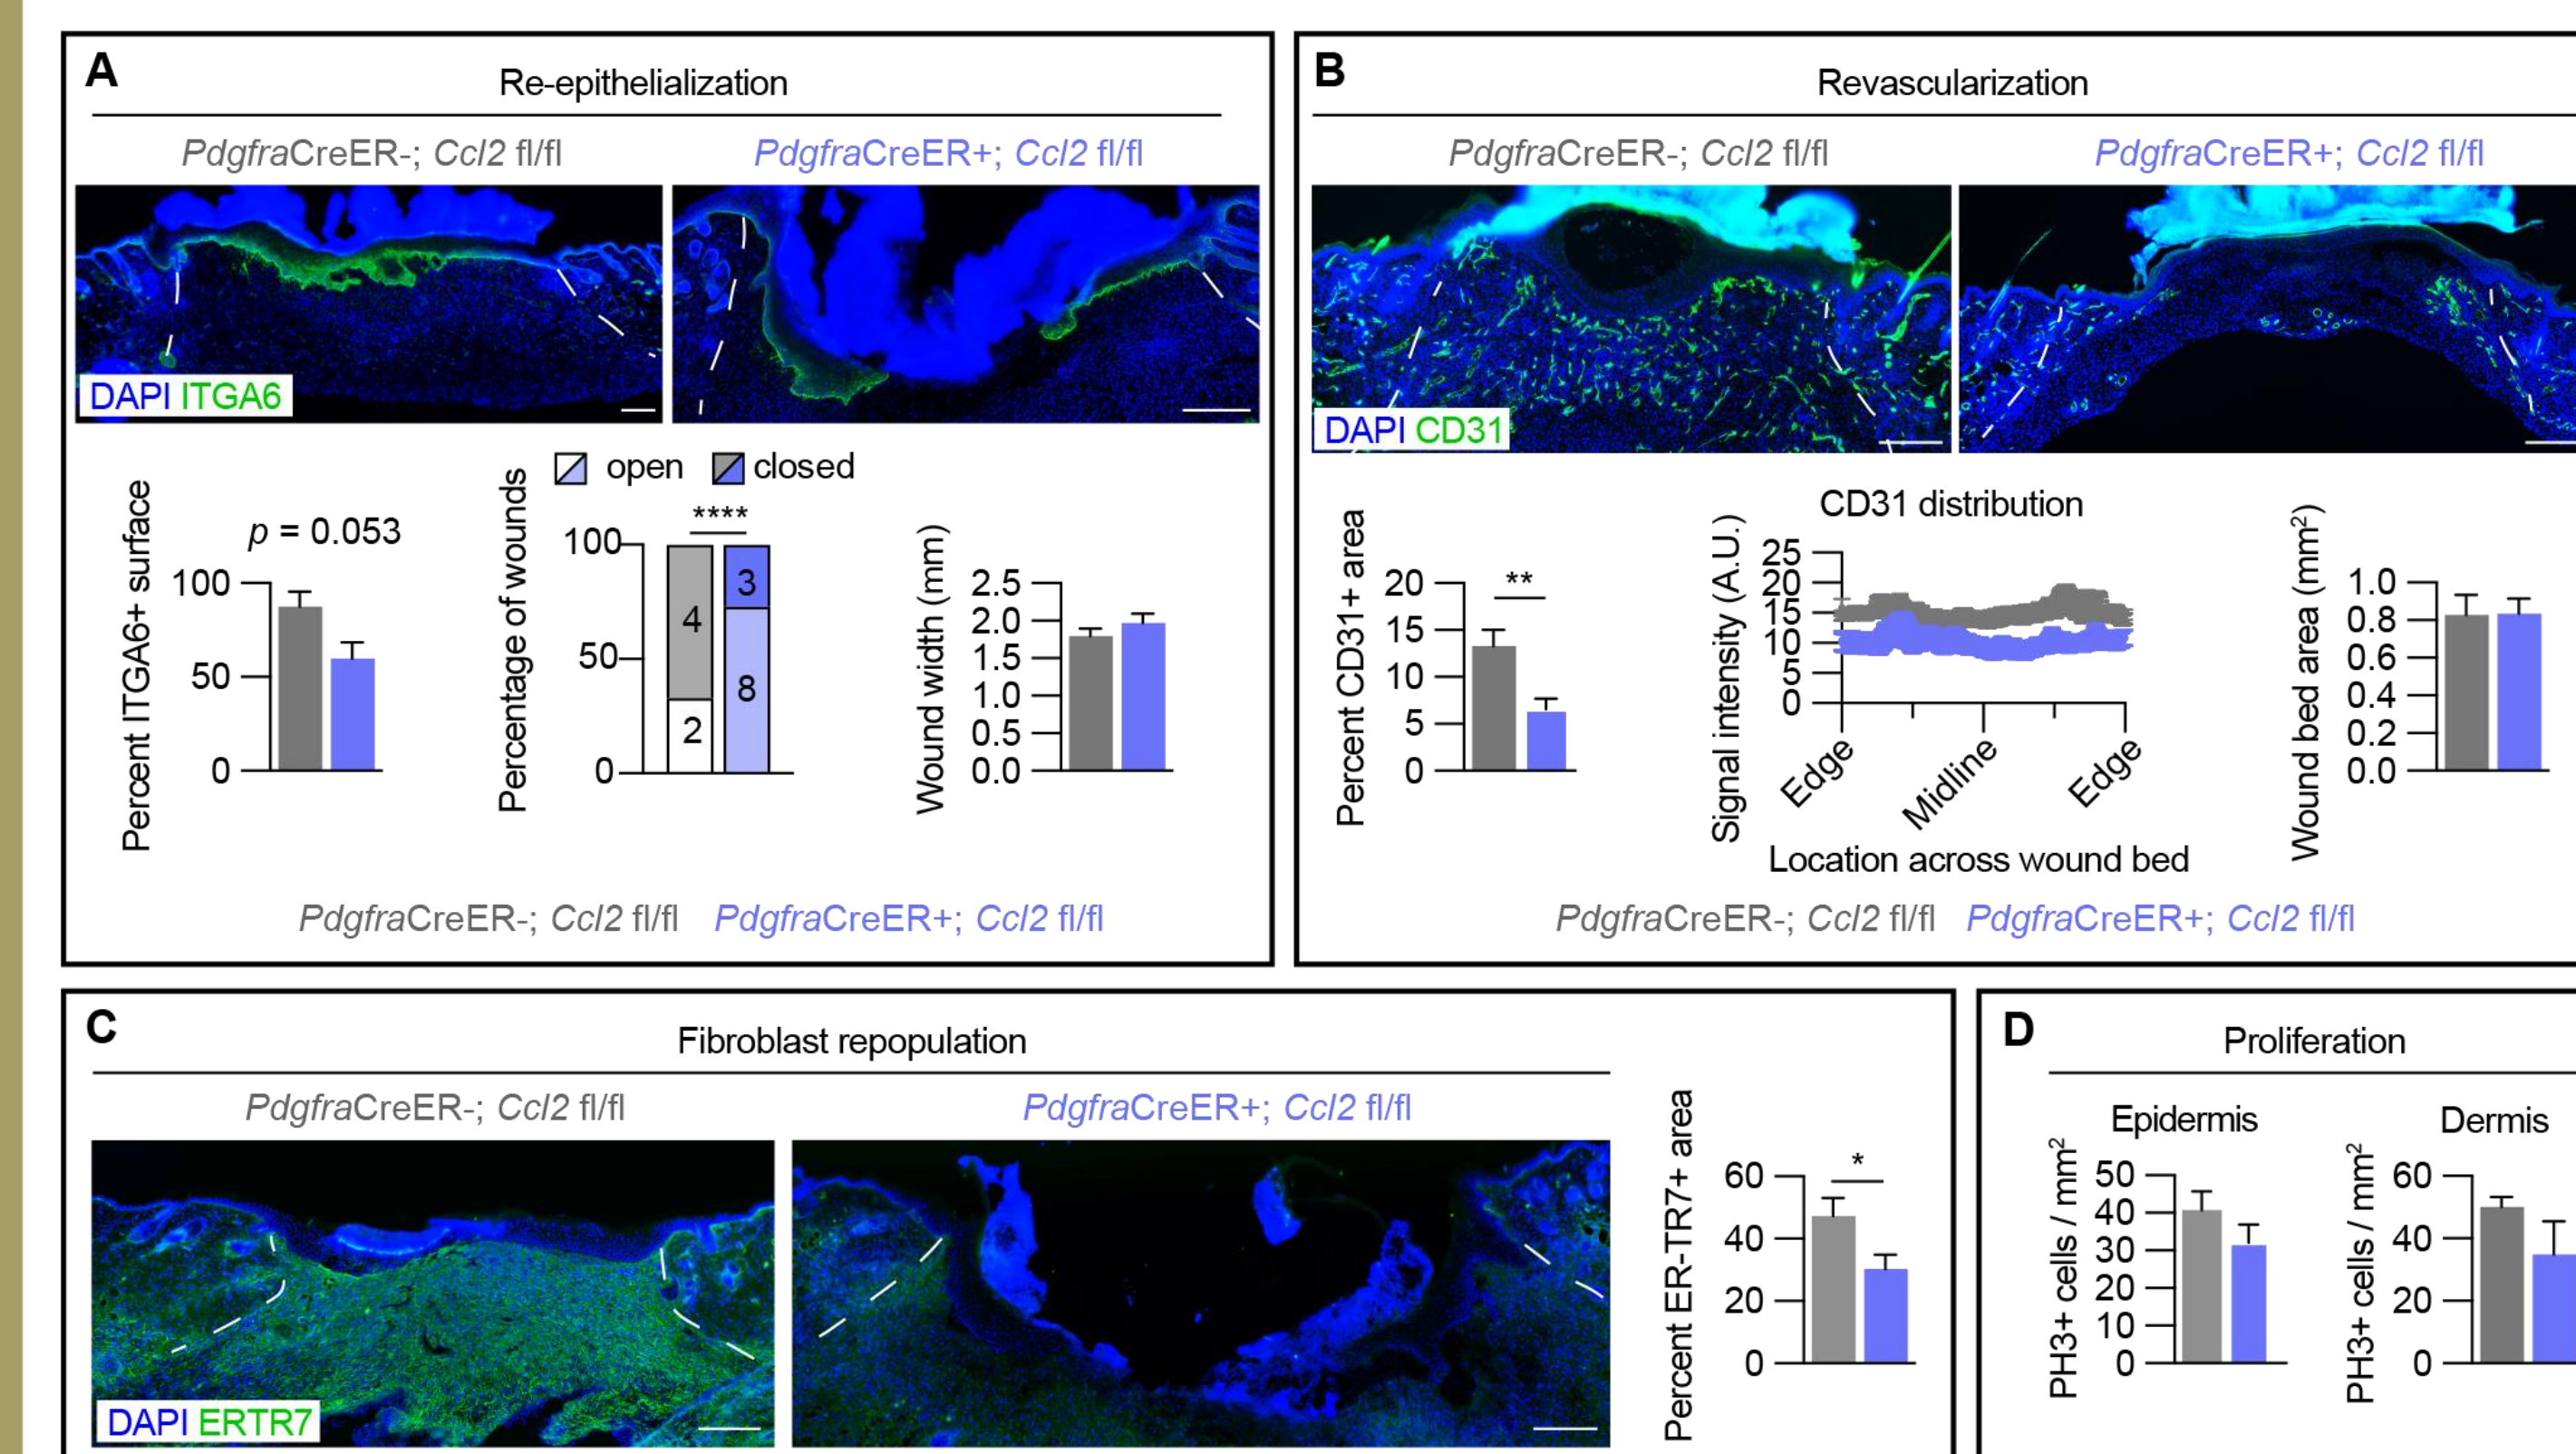 A
Re-epithelialization
PdgfraCreER-; Ccl2 fl/fl
PdgfraCreER+; Ccl2 fl/fl
DAPI ITGA6
Percent ITGA6+ surface
p = 0.053
100
50
0
open
closed
Percentage of wounds
****
100
50
0
4
2
3
8
Wound width (mm)
2.5
2.0
1.5
1.0
0.5
0.0
PdgfraCreER-; Ccl2 fl/fl
PdgfraCreER+; Ccl2 fl/fl
B
Revascularization
PdgfraCreER-; Ccl2 fl/fl
PdgfraCreER+; Ccl2 fl/fl
DAPI CD31
Percent CD31+ area
**
20
15
10
5
0
CD31 distribution
Signal intensity (A.U.)
25
20
15
10
5
0
Edge
Midline
Edge
Location across wound bed
Wound bed area (mm²)
1.0
0.8
0.6
0.4
0.2
0.0
PdgfraCreER-; Ccl2 fl/fl
PdgfraCreER+; Ccl2 fl/fl
C
Fibroblast repopulation
PdgfraCreER-; Ccl2 fl/fl
PdgfraCreER+; Ccl2 fl/fl
DAPI ERTR7
Percent ER-TR7+ area
*
60
40
20
0
D
Proliferation
Epidermis
PH3+ cells / mm²
50
40
30
20
10
0
Dermis
PH3+ cells / mm²
60
40
20
0